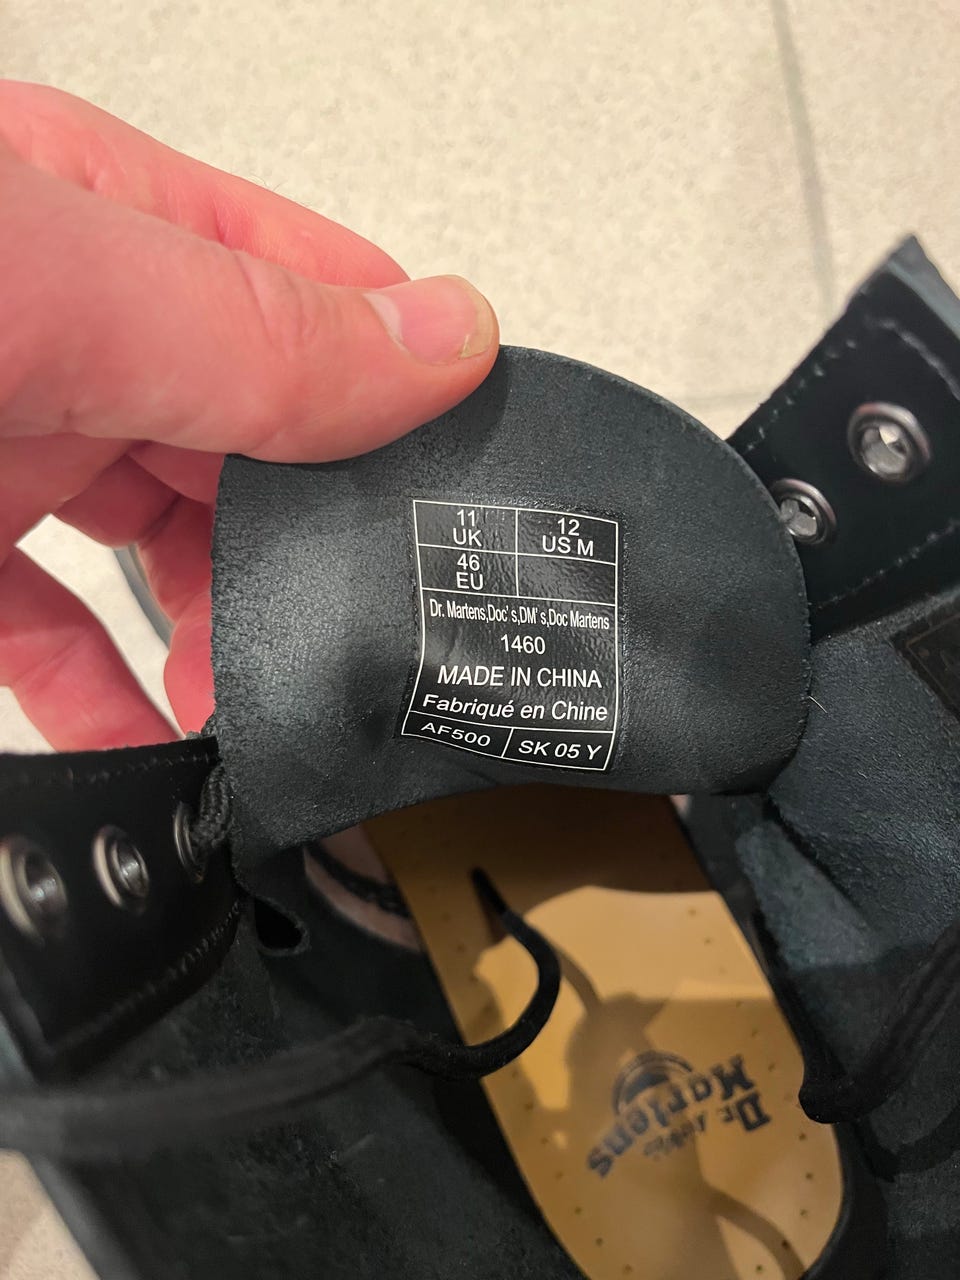 11 12
UK US M
46
EU
Dr. Martens,Doc's,DM's,Doc Martens
1460
MADE IN CHINA
Fabriqué en Chine
AF500 SK 05 Y
Dr.
Martens